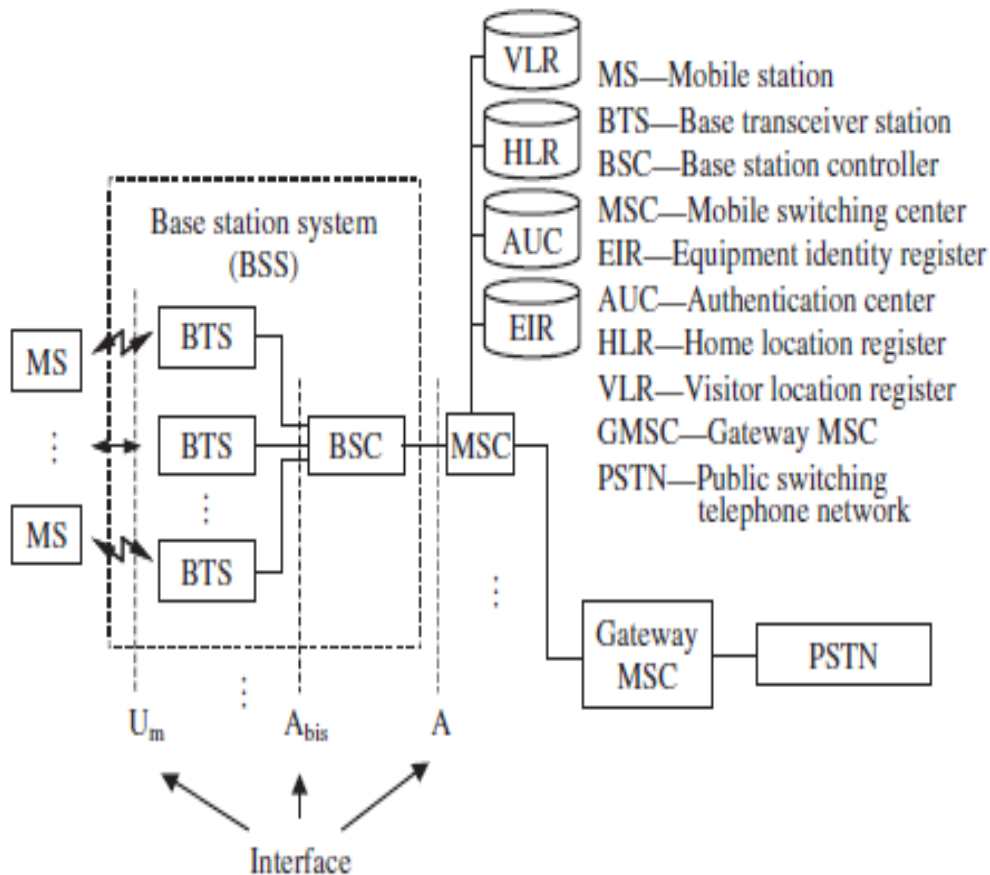 VLR
HLR
AUC
EIR
MS—Mobile station
BTS—Base transceiver station
BSC—Base station controller
MSC—Mobile switching center
EIR—Equipment identity register
AUC—Authentication center
HLR—Home location register
VLR—Visitor location register
GMSC—Gateway MSC
PSTN—Public switching
telephone network
Base station system
(BSS)
MS
BTS
BTS
BSC
MSC
MS
BTS
Gateway
MSC
PSTN
Um
Abis
A
Interface